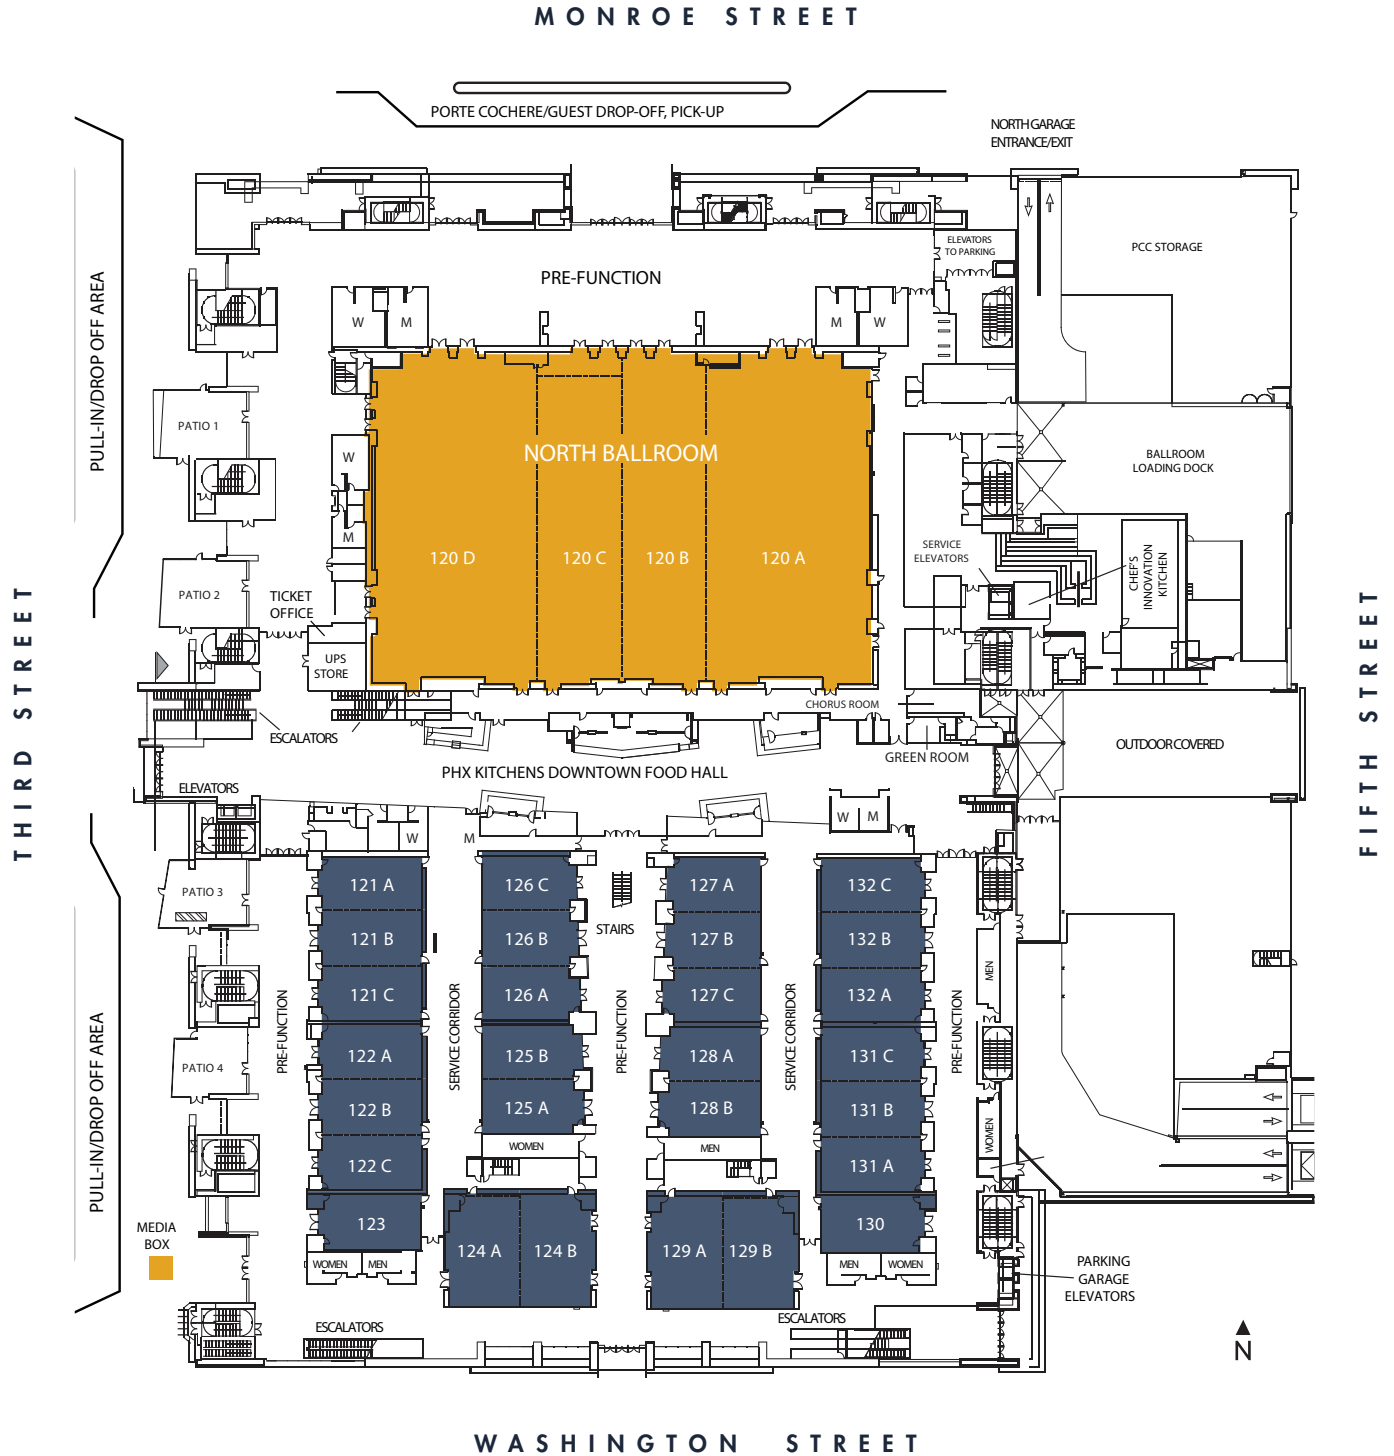 MONROE STREET
PORTE COCHERE/GUEST DROP-OFF, PICK-UP
NORTH GARAGE
ENTRANCE/EXIT
ELEVATORS
TO PARKING
PCC STORAGE
PRE-FUNCTION
PULL-IN/DROP OFF AREA
W
M
M
W
PATIO 1
NORTH BALLROOM
W
BALLROOM
LOADING DOCK
M
120 D
120 C
120 B
120 A
SERVICE
ELEVATORS
CHEF'S
INNOVATION
KITCHEN
PATIO 2
TICKET
OFFICE
UPS
STORE
THIRD STREET
FIFTH STREET
CHORUS ROOM
ESCALATORS
GREEN ROOM
OUTDOOR COVERED
PHX KITCHENS DOWNTOWN FOOD HALL
ELEVATORS
W
M
W
M
PATIO 3
121 A
126 C
127 A
132 C
STAIRS
121 B
126 B
127 B
132 B
MEN
121 C
126 A
127 C
132 A
PRE-FUNCTION
SERVICE CORRIDOR
PRE-FUNCTION
SERVICE CORRIDOR
PRE-FUNCTION
PULL-IN/DROP OFF AREA
PATIO 4
122 A
125 B
128 A
131 C
122 B
125 A
128 B
131 B
WOMEN
WOMEN
MEN
122 C
131 A
MEDIA
BOX
123
124 A
124 B
129 A
129 B
130
WOMEN
MEN
MEN
WOMEN
PARKING
GARAGE
ELEVATORS
ESCALATORS
ESCALATORS
N
WASHINGTON STREET